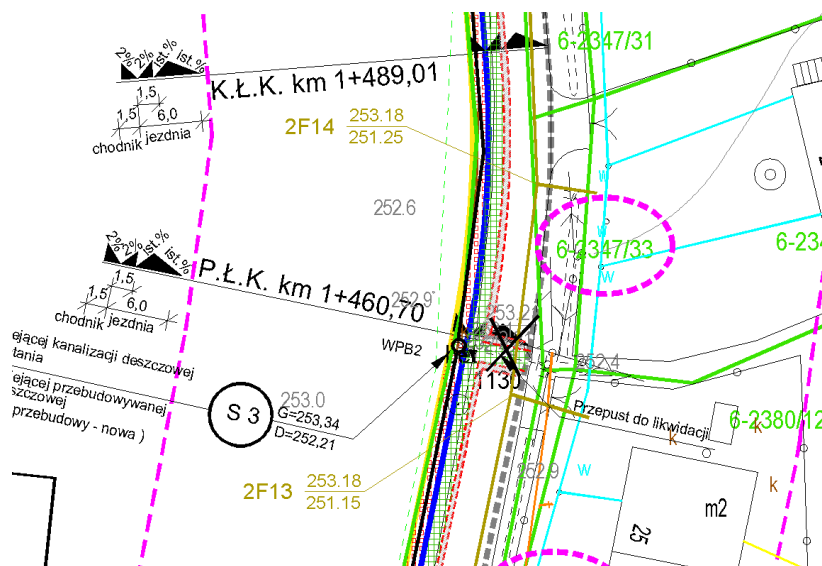 2% 2% ist.% ist.%
1,5
1,5 6,0
chodnik jezdnia
K.Ł.K. km 1+489,01
6-2347/31
2F14 253.18
251.25
252.6
w
w
6-2347/33
w
6-234
2% 2% ist.% ist.%
1,5
1,5 6,0
chodnik jezdnia
P.Ł.K. km 1+460,70
252.9
253.2
WPB2
252.4
ejącej kanalizacji deszczowej
tania
ejącej przebudowywanej
szczowej
przebudowy - nowa )
S 3
253.0
G=253,34
D=252,21
1130
Przepust do likwidacji
6-2380/12
k
k
k
2F13 253.18
251.15
252.9
w
t
m2
25